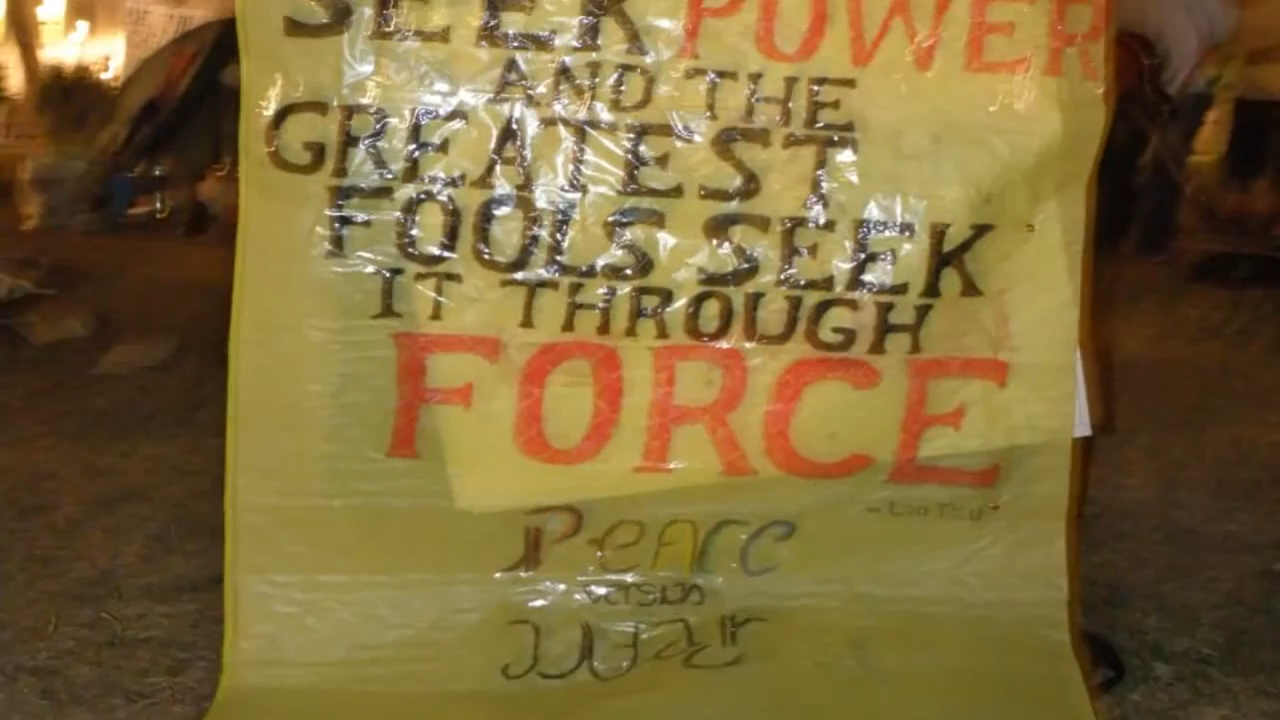 SEEK POWER
AND THE
GREATEST
FOOLS SEEK
IT THROUGH
FORCE
- Lao Tzu
Peace
versus
War